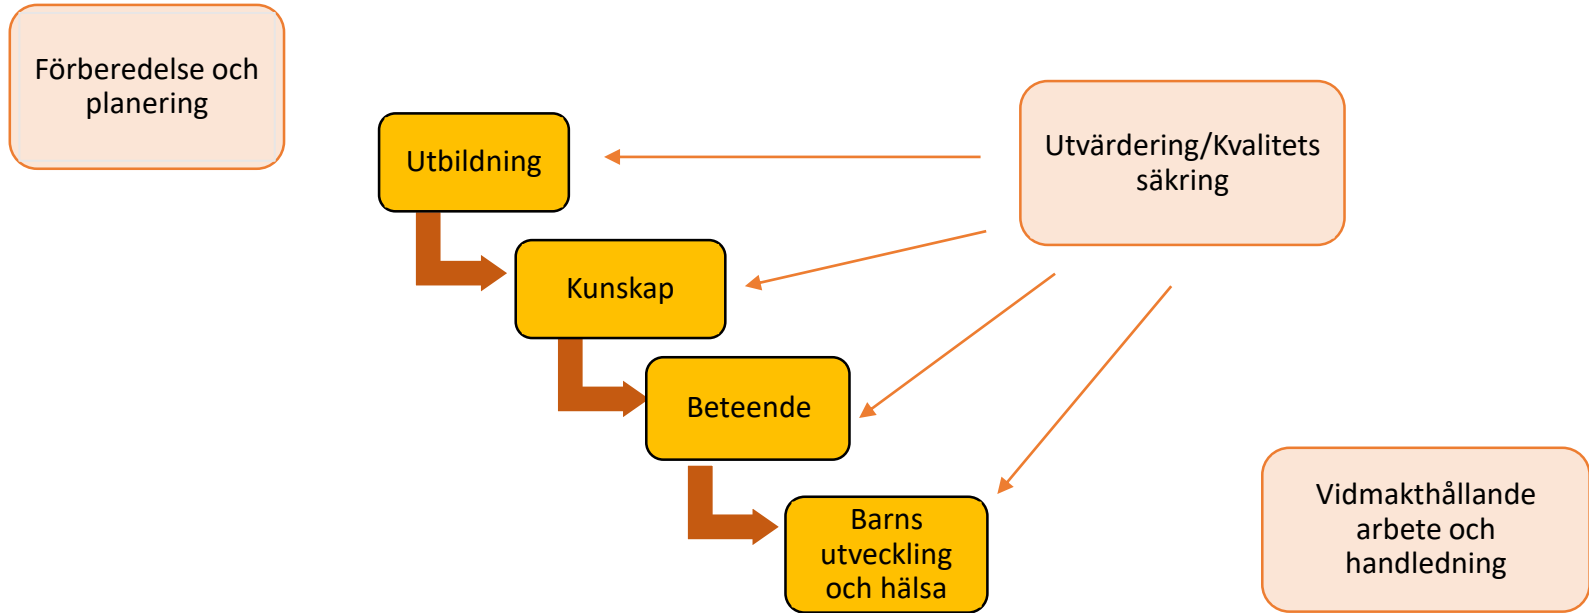 Förberedelse och
planering
Utbildning
Utvärdering/Kvalitets
säkring
Kunskap
Beteende
Barns
utveckling
och hälsa
Vidmakthållande
arbete och
handledning